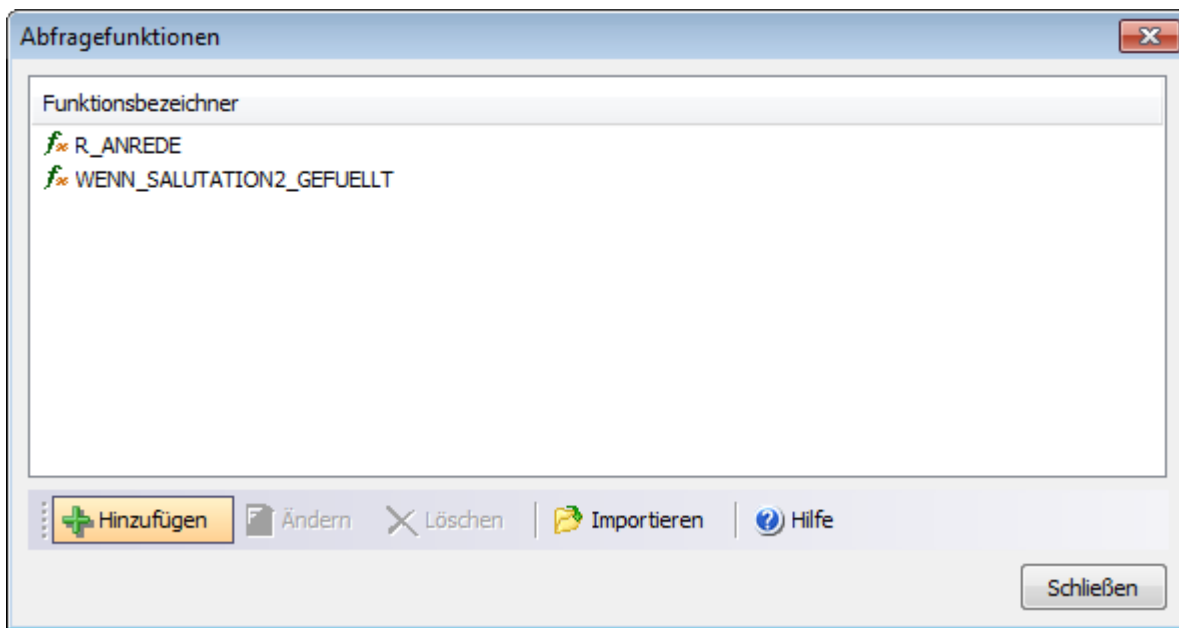 Abfragefunktionen
Funktionsbezeichner
R_ANREDE
WENN_SALUTATION2_GEFUELLT
Hinzufügen Ändern Löschen Importieren Hilfe
Schließen